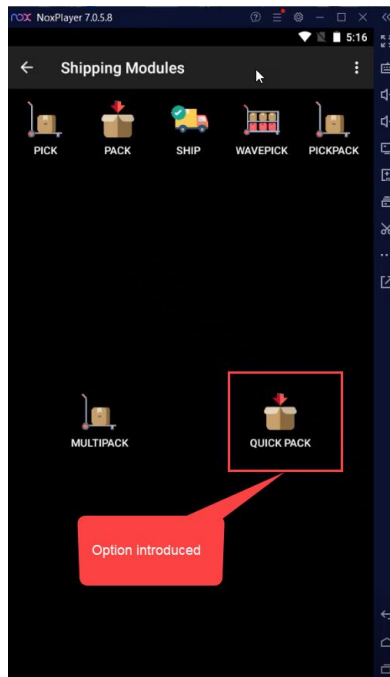 nox NoxPlayer 7.0.5.8
5:16
Shipping Modules
PICK PACK SHIP WAVEPICK PICKPACK
MULTIPACK QUICK PACK
Option introduced